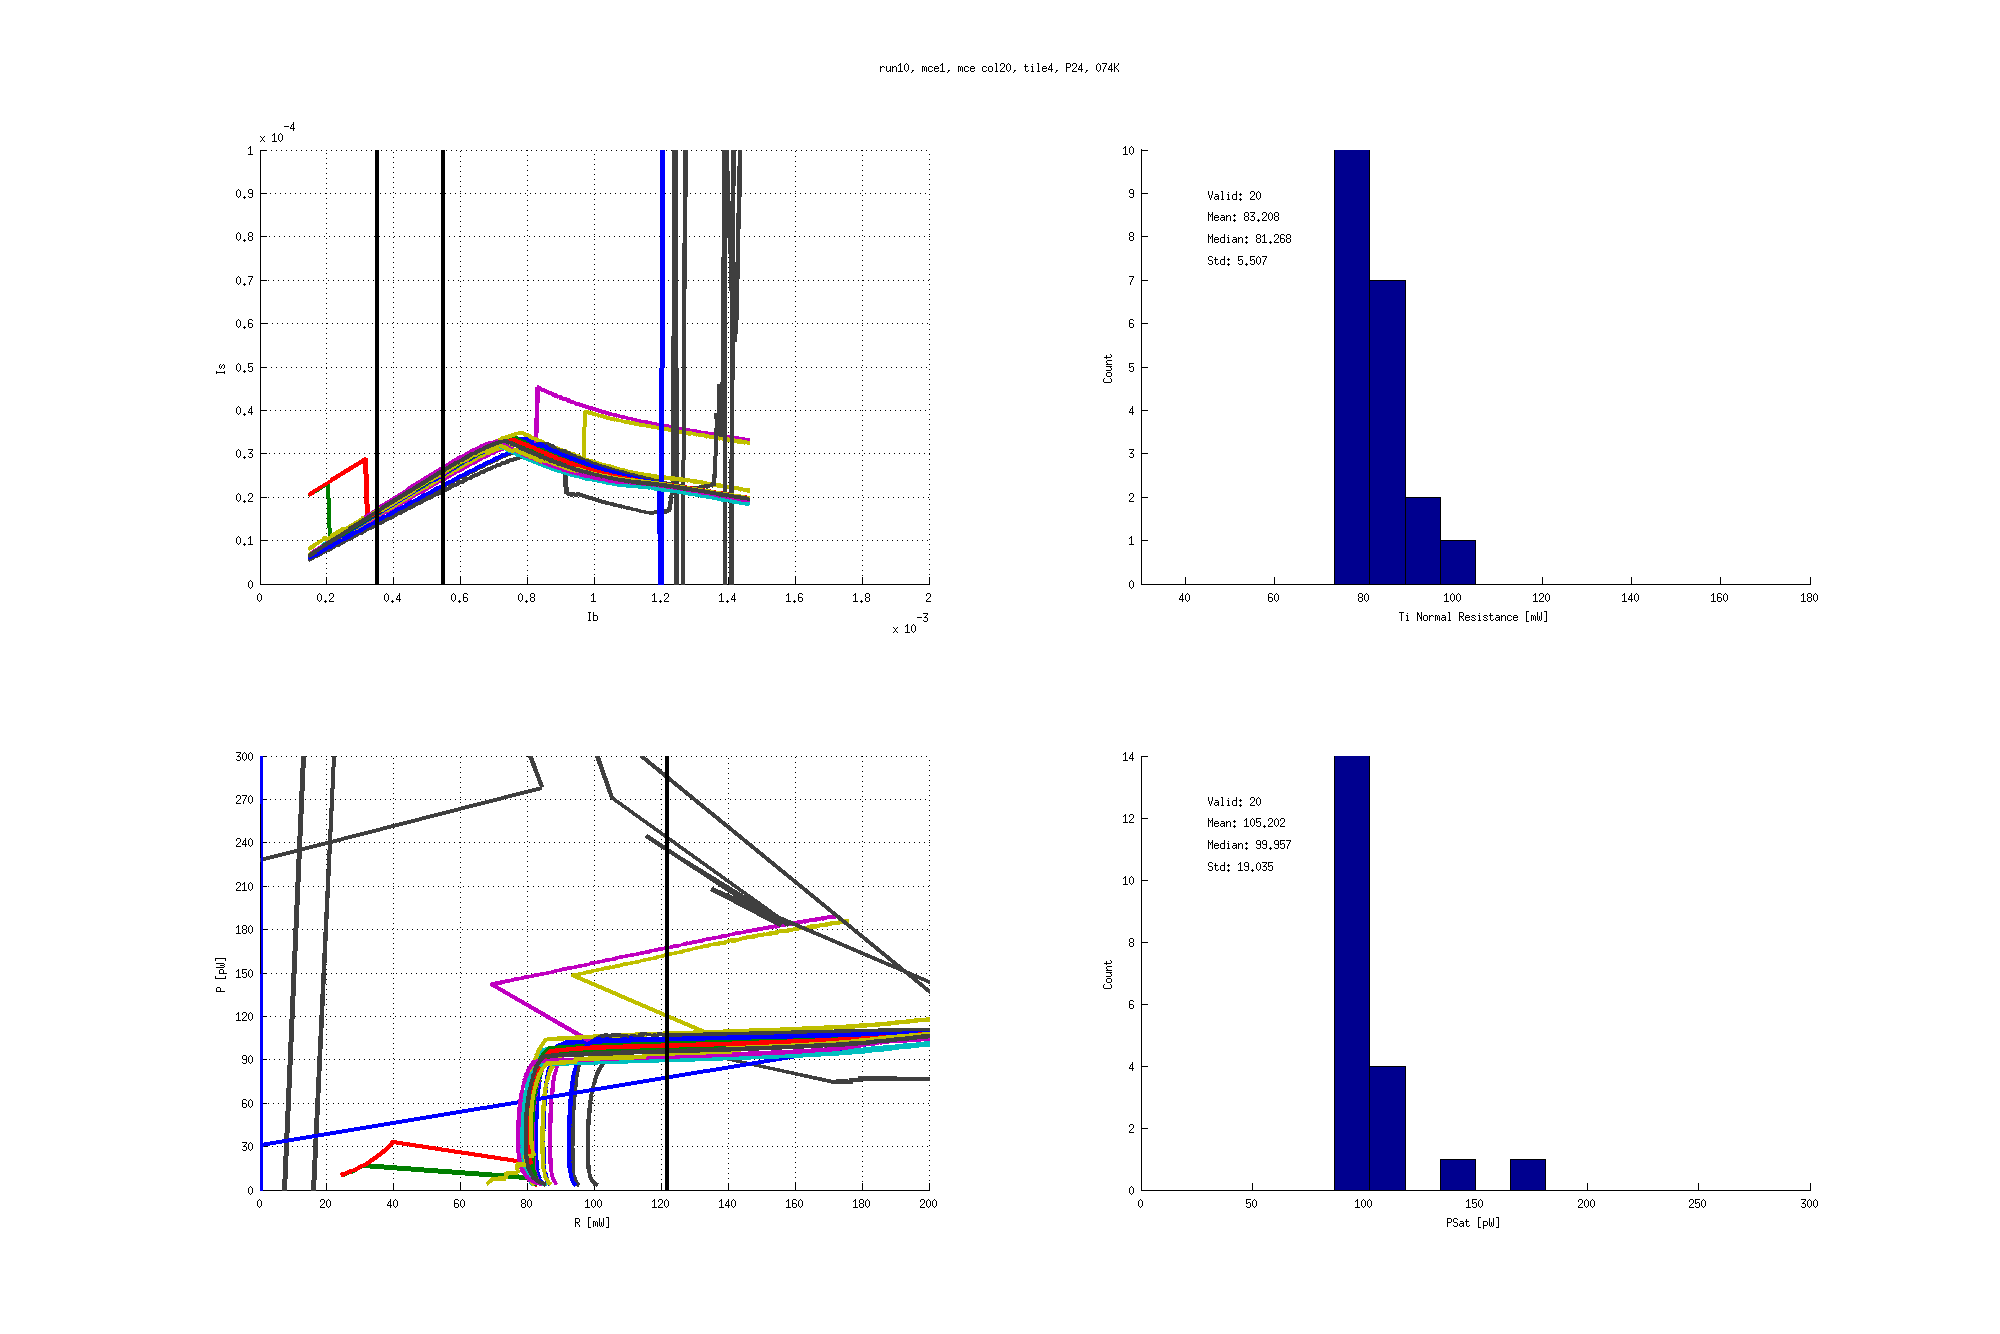 run10, mce1, mce col20, tile4, P24, 074K
x 10^-4
1
0.9
0.8
0.7
0.6
0.5
0.4
0.3
0.2
0.1
0
Is
0 0.2 0.4 0.6 0.8 1 1.2 1.4 1.6 1.8 2
Ib
x 10^-3
10
9
8
7
6
5
4
3
2
1
0
Count
Valid: 20
Mean: 83.208
Median: 81.268
Std: 5.507
40 60 80 100 120 140 160 180
Ti Normal Resistance [mW]
300
270
240
210
180
150
120
90
60
30
0
P [pW]
0 20 40 60 80 100 120 140 160 180 200
R [mW]
14
12
10
8
6
4
2
0
Count
Valid: 20
Mean: 105.202
Median: 99.957
Std: 19.035
0 50 100 150 200 250 300
PSat [pW]